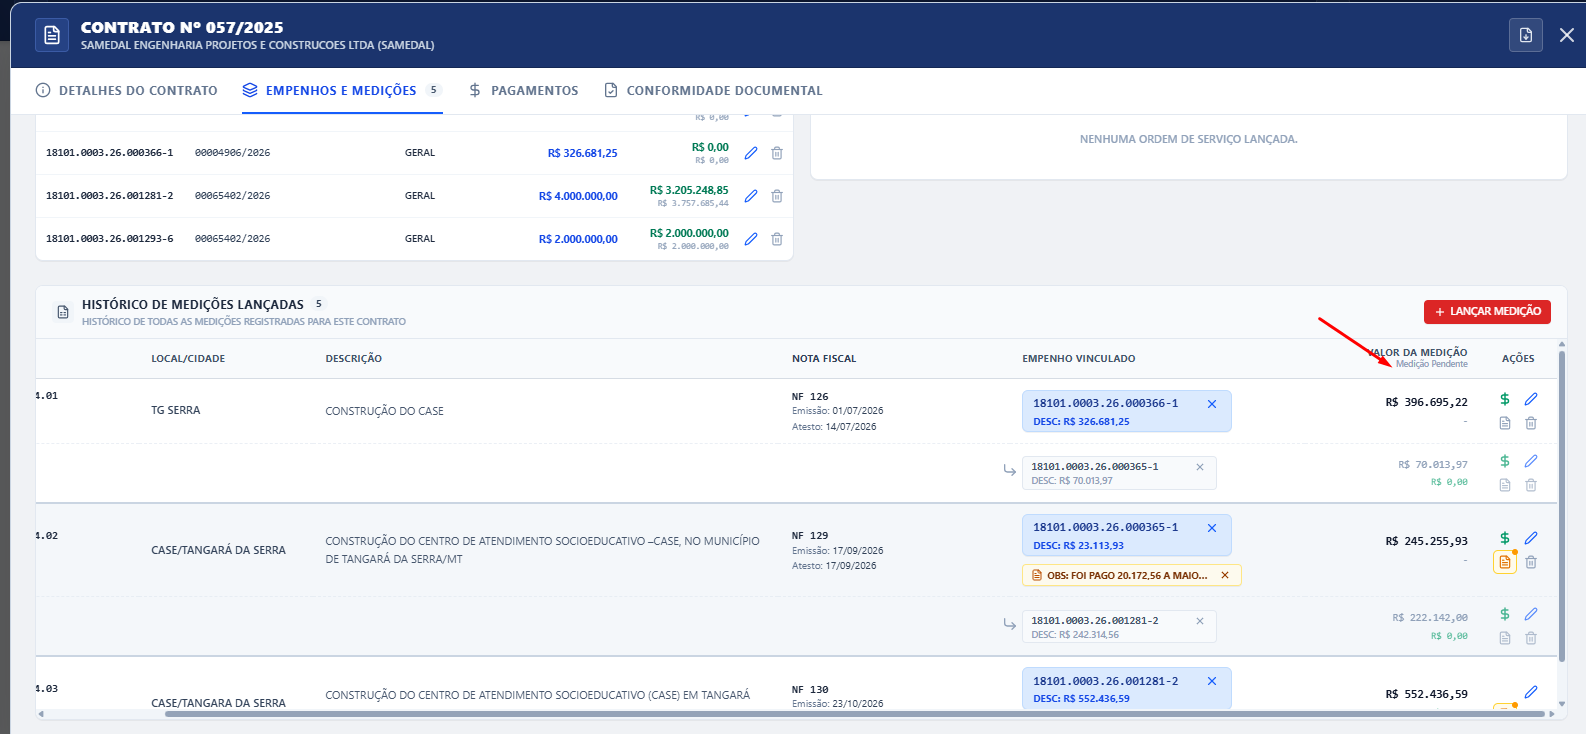 CONTRATO Nº 057/2025
SAMEDAL ENGENHARIA PROJETOS E CONSTRUCOES LTDA (SAMEDAL)
DETALHES DO CONTRATO
EMPENHOS E MEDIÇÕES 5
PAGAMENTOS
CONFORMIDADE DOCUMENTAL
R$ 0,00
18101.0003.26.000366-1 00004906/2026 GERAL R$ 326.681,25 R$ 0,00
R$ 0,00
18101.0003.26.001281-2 00065402/2026 GERAL R$ 4.000.000,00 R$ 3.205.248,85
R$ 3.757.685,44
18101.0003.26.001293-6 00065402/2026 GERAL R$ 2.000.000,00 R$ 2.000.000,00
R$ 2.000.000,00
NENHUMA ORDEM DE SERVIÇO LANÇADA.
HISTÓRICO DE MEDIÇÕES LANÇADAS 5
HISTÓRICO DE TODAS AS MEDIÇÕES REGISTRADAS PARA ESTE CONTRATO
+ LANÇAR MEDIÇÃO
LOCAL/CIDADE DESCRIÇÃO NOTA FISCAL EMPENHO VINCULADO VALOR DA MEDIÇÃO AÇÕES
Medição Pendente
4.01
TG SERRA
CONSTRUÇÃO DO CASE
NF 126
Emissão: 01/07/2026
Atesto: 14/07/2026
18101.0003.26.000366-1
DESC: R$ 326.681,25
R$ 396.695,22
-
18101.0003.26.000365-1
DESC: R$ 70.013,97
R$ 70.013,97
R$ 0,00
4.02
CASE/TANGARÁ DA SERRA
CONSTRUÇÃO DO CENTRO DE ATENDIMENTO SOCIOEDUCATIVO –CASE, NO MUNICÍPIO
DE TANGARÁ DA SERRA/MT
NF 129
Emissão: 17/09/2026
Atesto: 17/09/2026
18101.0003.26.000365-1
DESC: R$ 23.113,93
OBS: FOI PAGO 20.172,56 A MAIO...
R$ 245.255,93
-
18101.0003.26.001281-2
DESC: R$ 242.314,56
R$ 222.142,00
R$ 0,00
4.03
CASE/TANGARA DA SERRA
CONSTRUÇÃO DO CENTRO DE ATENDIMENTO SOCIOEDUCATIVO (CASE) EM TANGARÁ
NF 130
Emissão: 23/10/2026
18101.0003.26.001281-2
DESC: R$ 552.436,59
R$ 552.436,59